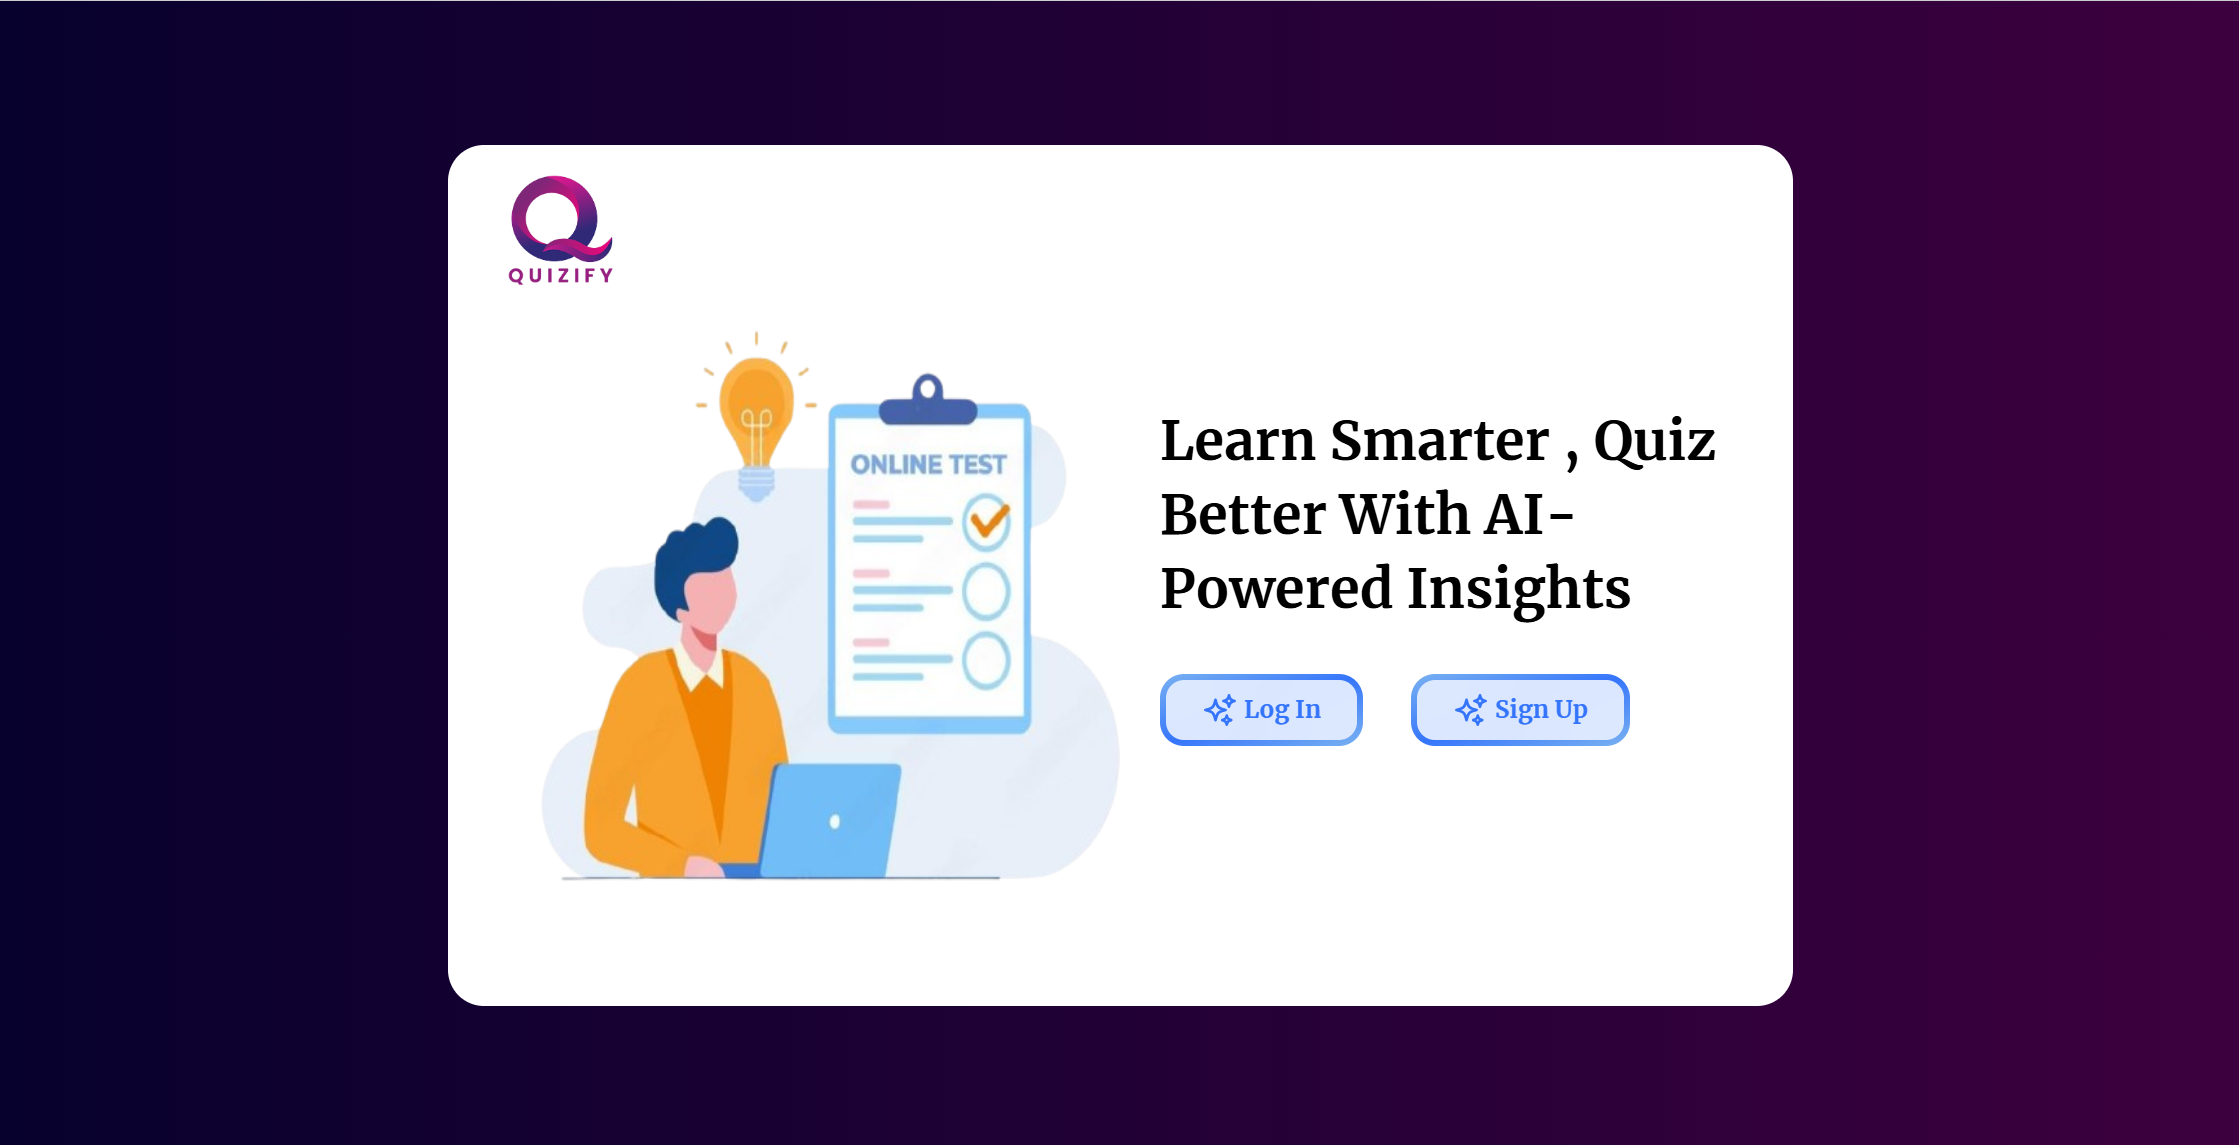 QUIZIFY
ONLINE TEST
Learn Smarter , Quiz
Better With AI-
Powered Insights
Log In
Sign Up